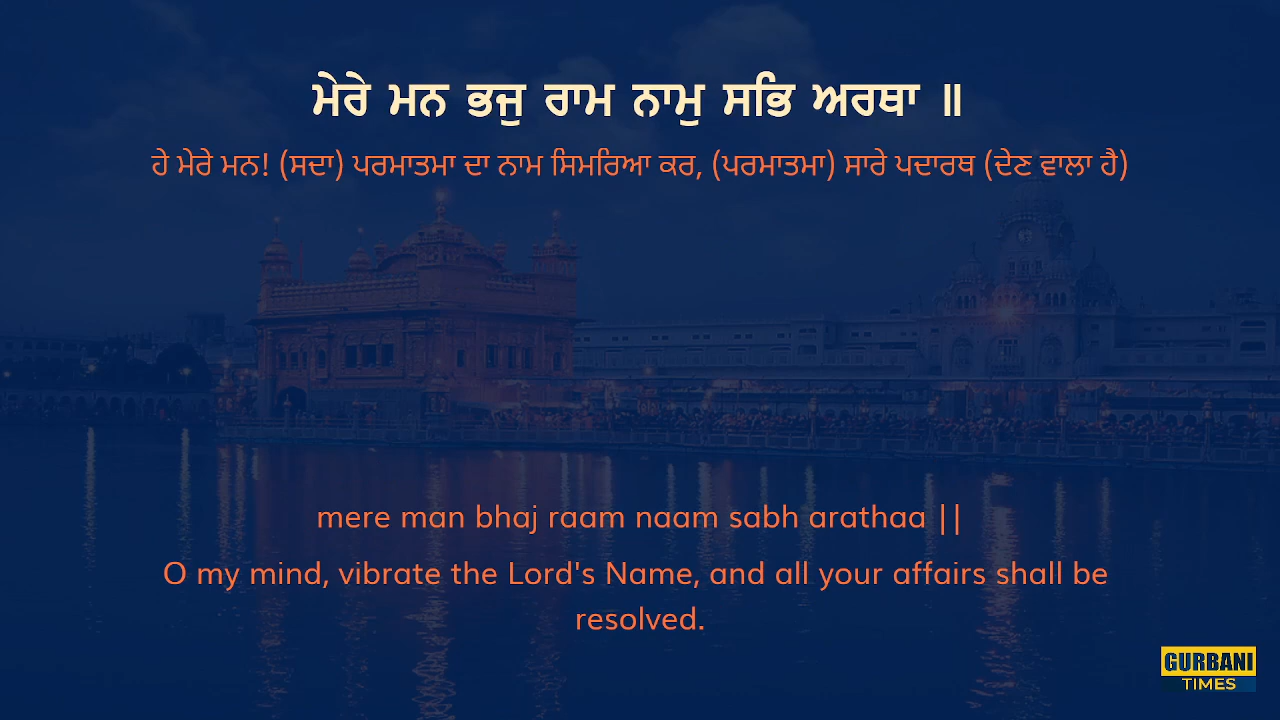 ਮੇਰੇ ਮਨ ਭਜੁ ਰਾਮ ਨਾਮੁ ਸਭਿ ਅਰਥਾ ॥
ਹੇ ਮੇਰੇ ਮਨ! (ਸਦਾ) ਪਰਮਾਤਮਾ ਦਾ ਨਾਮ ਸਿਮਰਿਆ ਕਰ, (ਪਰਮਾਤਮਾ) ਸਾਰੇ ਪਦਾਰਥ (ਦੇਣ ਵਾਲਾ ਹੈ)
mere man bhaj raam naam sabh arathaa ||
O my mind, vibrate the Lord's Name, and all your affairs shall be
resolved.
GURBANI
TIMES